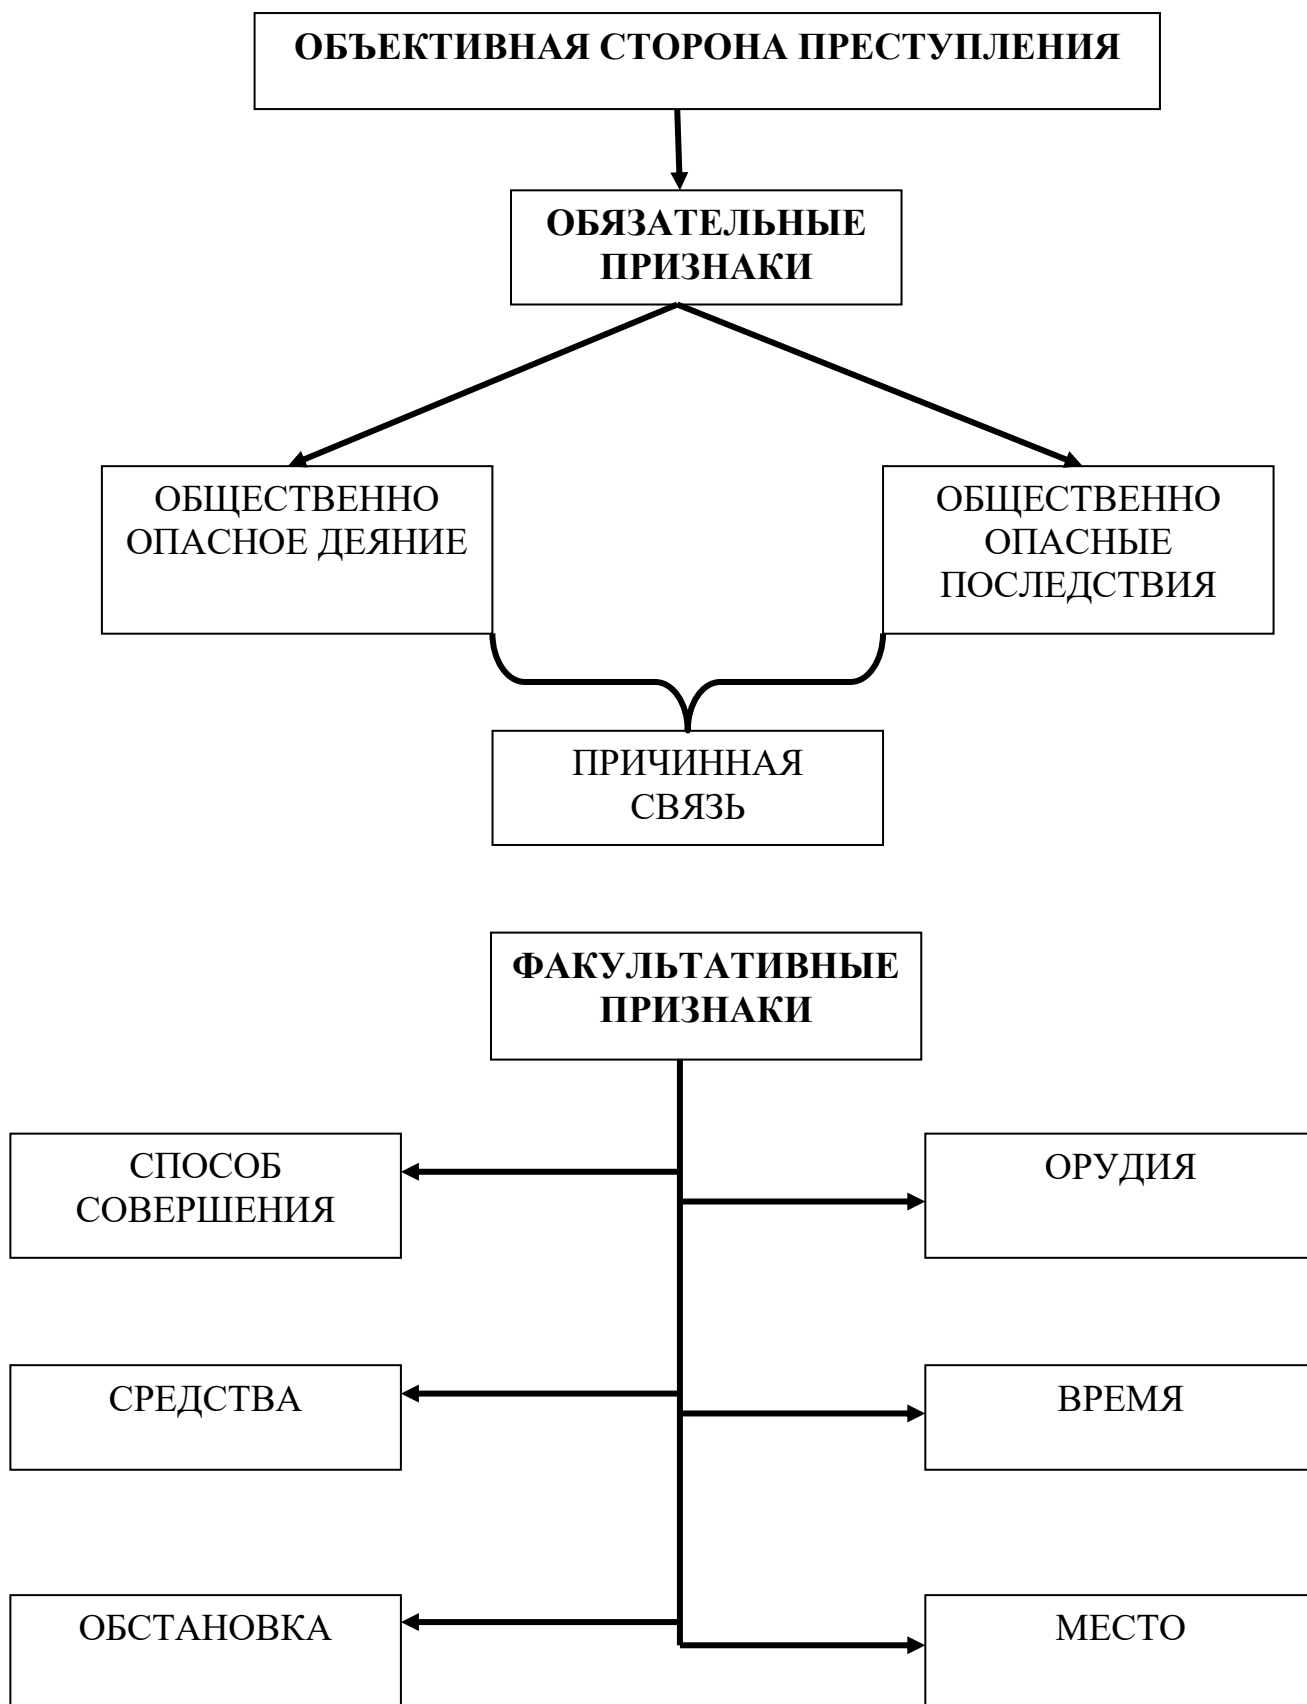 ОБЪЕКТИВНАЯ СТОРОНА ПРЕСТУПЛЕНИЯ
ОБЯЗАТЕЛЬНЫЕ
ПРИЗНАКИ
ОБЩЕСТВЕННО
ОПАСНОЕ ДЕЯНИЕ
ОБЩЕСТВЕННО
ОПАСНЫЕ
ПОСЛЕДСТВИЯ
ПРИЧИННАЯ
СВЯЗЬ
ФАКУЛЬТАТИВНЫЕ
ПРИЗНАКИ
СПОСОБ
СОВЕРШЕНИЯ
ОРУДИЯ
СРЕДСТВА
ВРЕМЯ
ОБСТАНОВКА
МЕСТО